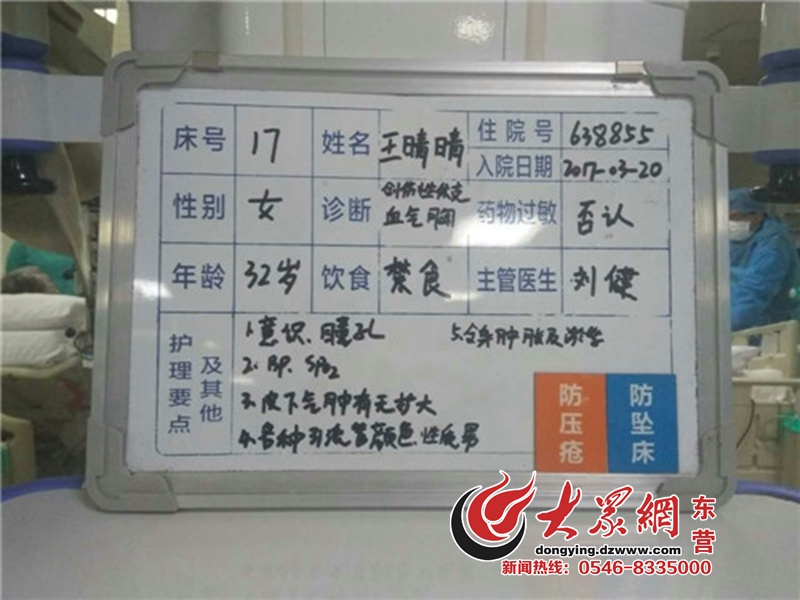 床号 17 姓名 王晴晴 住院号 638855
入院日期 2017-03-20
性别 女 诊断 创伤性休克 血气胸 药物过敏 否认
年龄 32岁 饮食 禁食 主管医生 刘健
护理要点及其他
1.意识、瞳孔
5.全身肿胀及渗
2.BP. SPO2
3.皮下气肿有无扩大
4.各种引流管颜色.性质.量
防压疮
防坠床
大眾網 东营
dongying.dzwww.com
新闻热线：0546-8335000